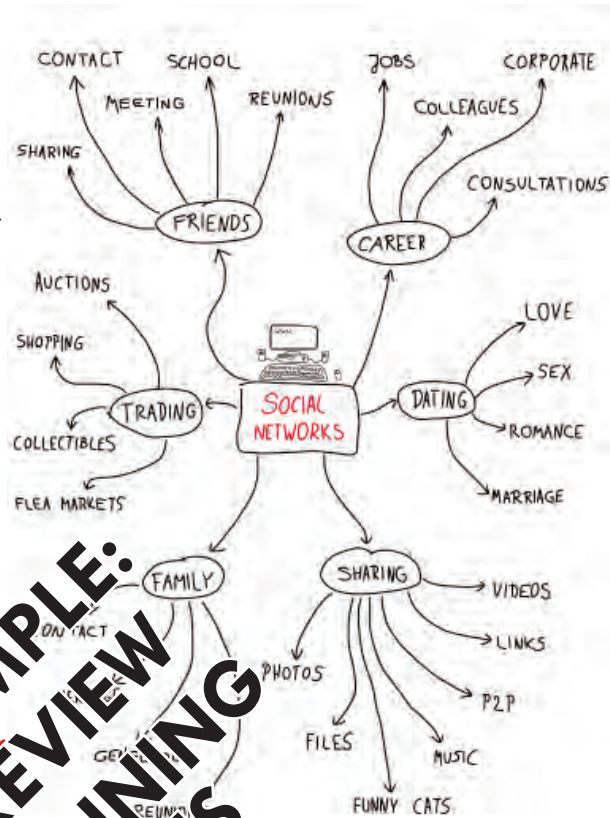 CONTACT
SCHOOL
MEETING
REUNIONS
SHARING
FRIENDS
JOBS
CORPORATE
COLLEAGUES
CONSULTATIONS
CAREER
AUCTIONS
SHOPPING
TRADING
COLLECTIBLES
FLEA MARKETS
SOCIAL
NETWORKS
LOVE
SEX
DATING
ROMANCE
MARRIAGE
FAMILY
SHARING
VIDEOS
LINKS
P2P
PHOTOS
FILES
MUSIC
FUNNY CATS